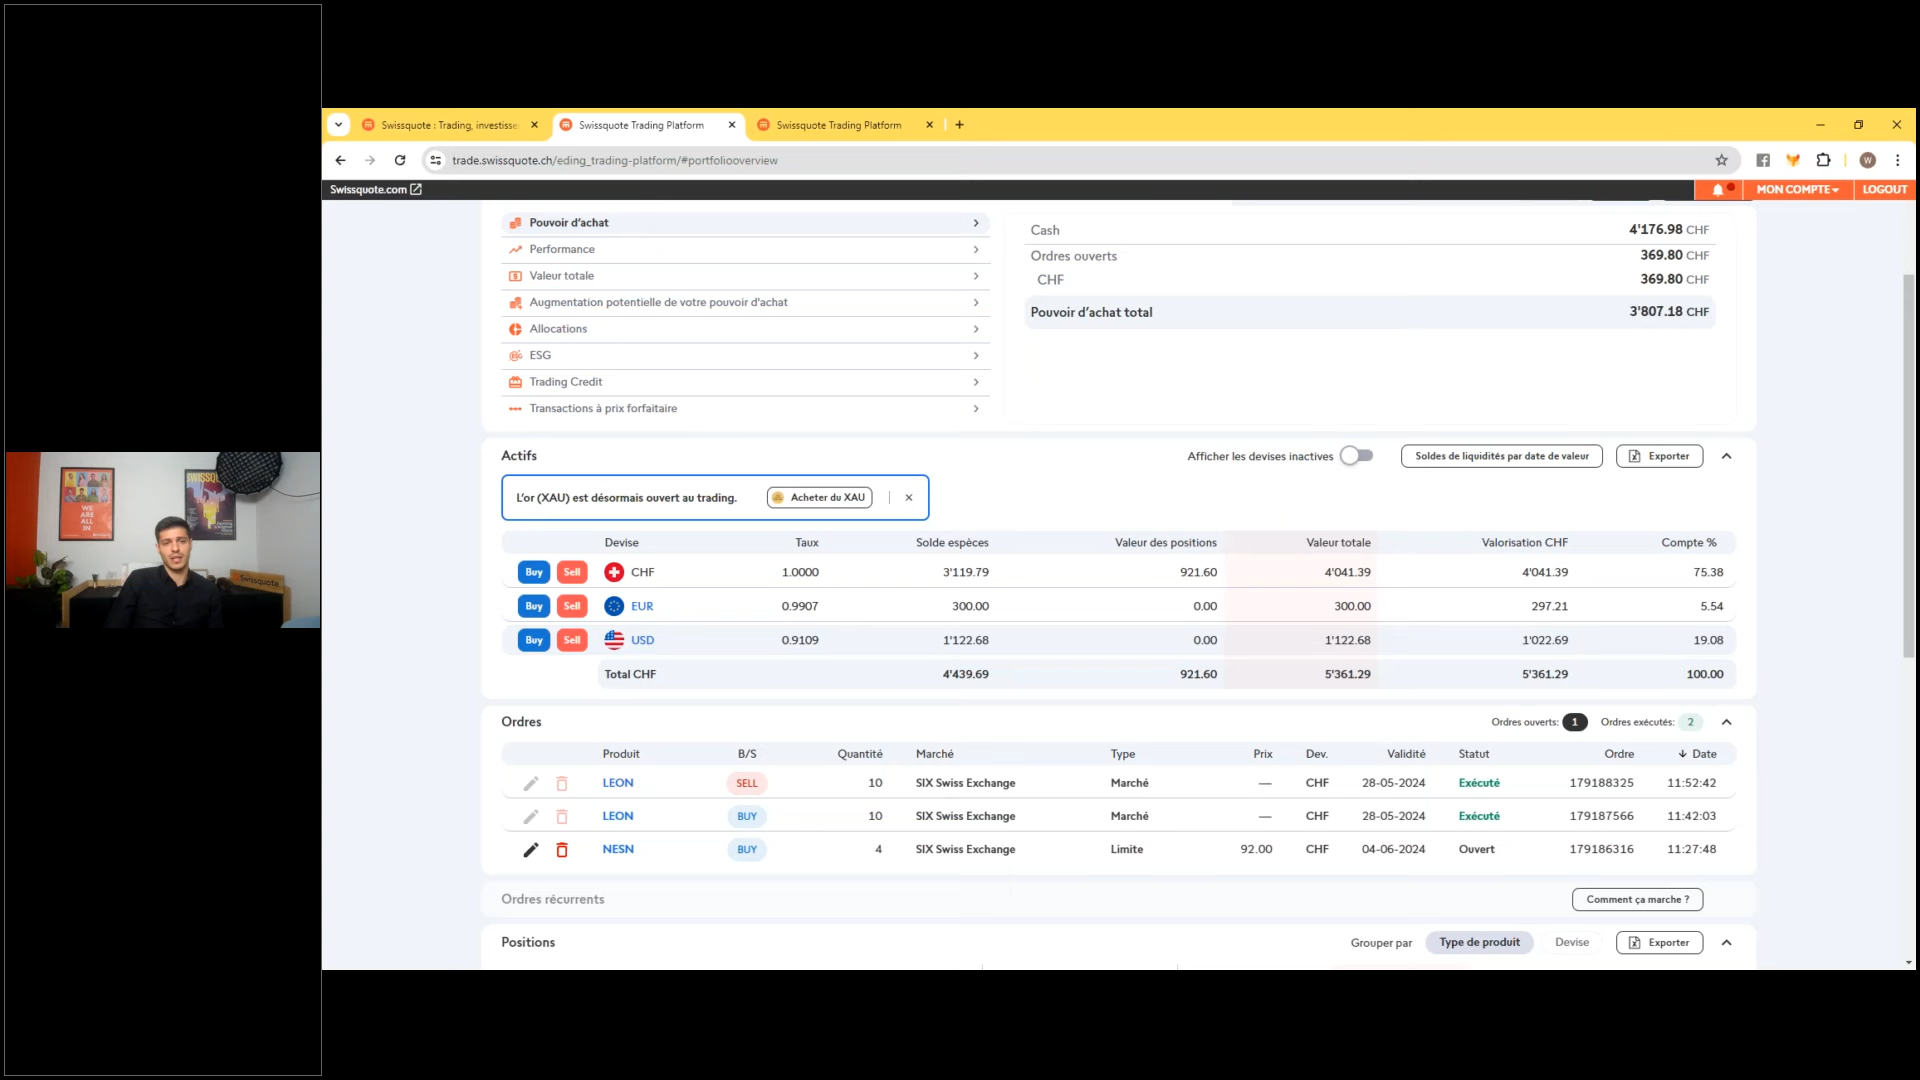 Swissquote : Trading, investisse
Swissquote Trading Platform
Swissquote Trading Platform
trade.swissquote.ch/eding_trading-platform/#portfoliooverview
W
Swissquote.com
MON COMPTE
LOGOUT
Pouvoir d'achat
Performance
Valeur totale
Augmentation potentielle de votre pouvoir d'achat
Allocations
ESG
Trading Credit
Transactions à prix forfaitaire
Cash 4'176.98 CHF
Ordres ouverts 369.80 CHF
CHF 369.80 CHF
Pouvoir d'achat total 3'807.18 CHF
Actifs
Afficher les devises inactives
Soldes de liquidités par date de valeur
Exporter
L'or (XAU) est désormais ouvert au trading.
Acheter du XAU
Devise Taux Solde espèces Valeur des positions Valeur totale Valorisation CHF Compte %
Buy Sell CHF 1.0000 3'119.79 921.60 4'041.39 4'041.39 75.38
Buy Sell EUR 0.9907 300.00 0.00 300.00 297.21 5.54
Buy Sell USD 0.9109 1'122.68 0.00 1'122.68 1'022.69 19.08
Total CHF 4'439.69 921.60 5'361.29 5'361.29 100.00
Ordres
Ordres ouverts: 1 Ordres exécutés: 2
Produit B/S Quantité Marché Type Prix Dev. Validité Statut Ordre Date
LEON SELL 10 SIX Swiss Exchange Marché — CHF 28-05-2024 Exécuté 179188325 11:52:42
LEON BUY 10 SIX Swiss Exchange Marché — CHF 28-05-2024 Exécuté 179187566 11:42:03
NESN BUY 4 SIX Swiss Exchange Limite 92.00 CHF 04-06-2024 Ouvert 179186316 11:27:48
Ordres récurrents
Comment ça marche ?
Positions
Grouper par Type de produit Devise
Exporter
WE
ARE
ALL
IN
SWISSQU
Swissquote